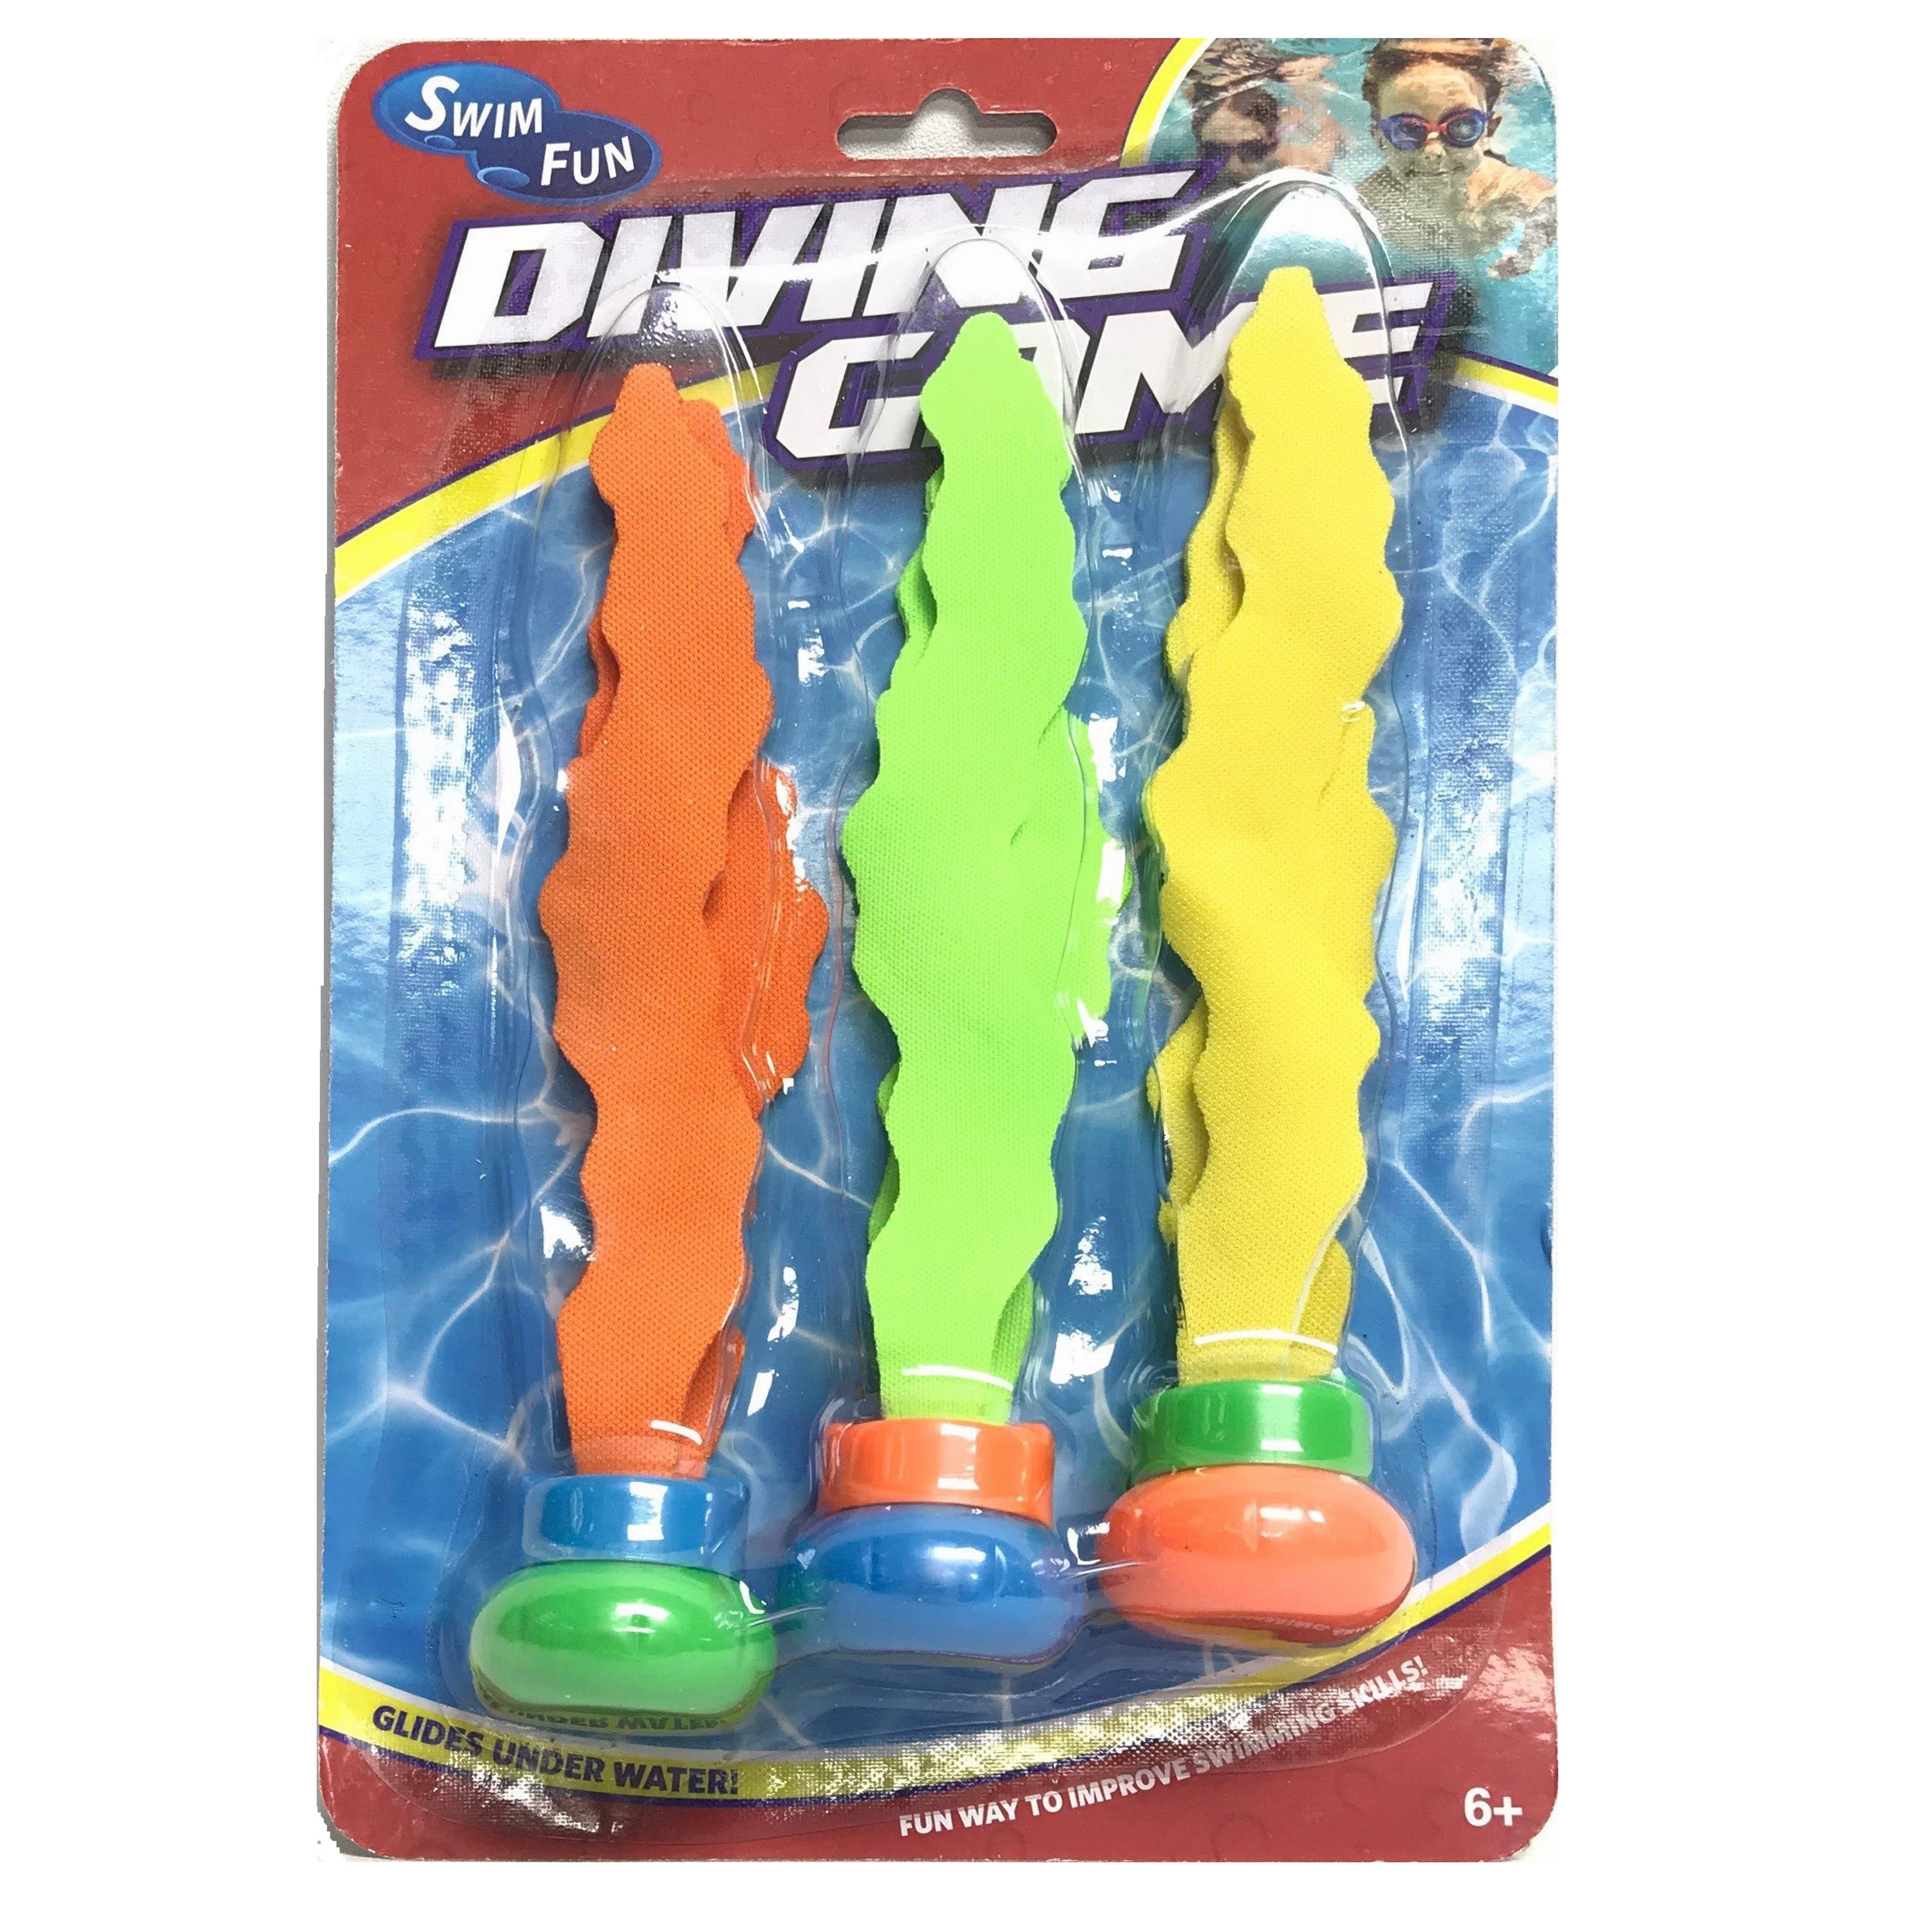 SWIM
FUN
DIVING
GAME
GLIDES UNDER WATER!
FUN WAY TO IMPROVE SWIMMING SKILLS!
6+